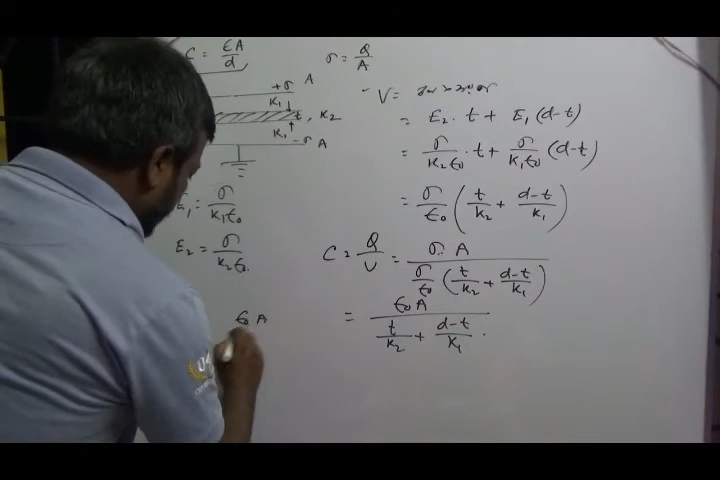 C = ϵA/d
σ = Q/A
+σ A
K₁
t, K₂
K₁
-σ A
E₁ = σ/K₁ϵ₀
E₂ = σ/K₂ϵ₀
ϵ₀ A
V =
= E₂ . t + E₁ (d-t)
= σ/K₂ϵ₀ . t + σ/K₁ϵ₀ (d-t)
= σ/ϵ₀ (t/K₂ + d-t/K₁)
C = Q/V = σ. A / σ/ϵ₀ (t/K₂ + d-t/K₁)
= ϵ₀A / t/K₂ + d-t/K₁ .